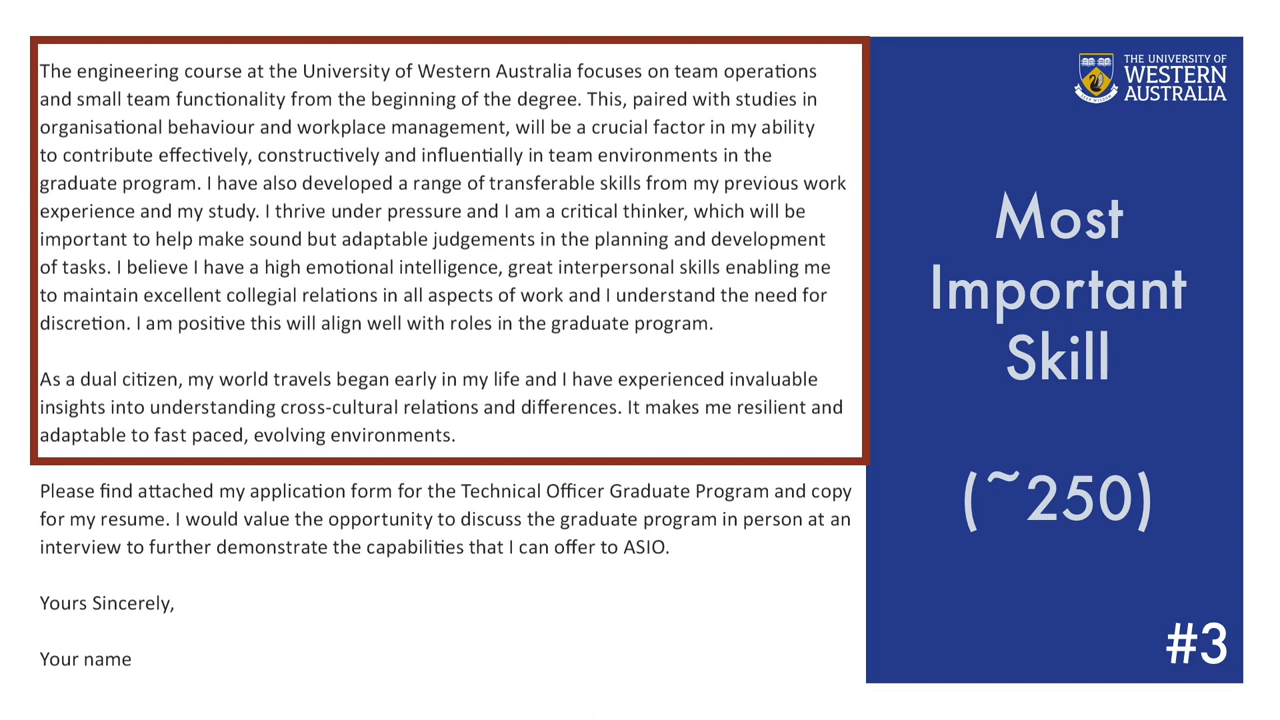 The engineering course at the University of Western Australia focuses on team operations
and small team functionality from the beginning of the degree. This, paired with studies in
organisational behaviour and workplace management, will be a crucial factor in my ability
to contribute effectively, constructively and influentially in team environments in the
graduate program. I have also developed a range of transferable skills from my previous work
experience and my study. I thrive under pressure and I am a critical thinker, which will be
important to help make sound but adaptable judgements in the planning and development
of tasks. I believe I have a high emotional intelligence, great interpersonal skills enabling me
to maintain excellent collegial relations in all aspects of work and I understand the need for
discretion. I am positive this will align well with roles in the graduate program.
As a dual citizen, my world travels began early in my life and I have experienced invaluable
insights into understanding cross-cultural relations and differences. It makes me resilient and
adaptable to fast paced, evolving environments.
Please find attached my application form for the Technical Officer Graduate Program and copy
for my resume. I would value the opportunity to discuss the graduate program in person at an
interview to further demonstrate the capabilities that I can offer to ASIO.
Yours Sincerely,
Your name
THE UNIVERSITY OF
WESTERN
AUSTRALIA
Most
Important
Skill
(~250)
#3